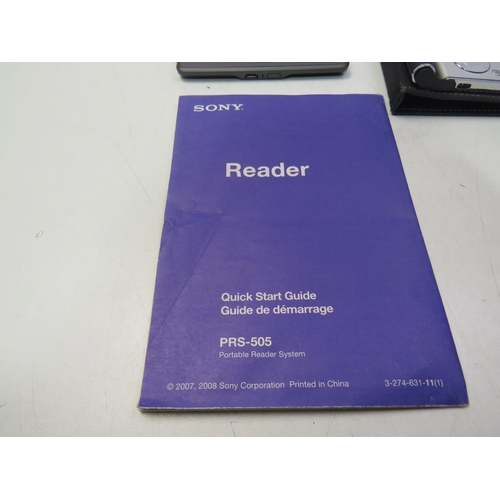 SONY
Reader
Quick Start Guide
Guide de démarrage
PRS-505
Portable Reader System
© 2007, 2008 Sony Corporation Printed in China 3-274-631-11(1)